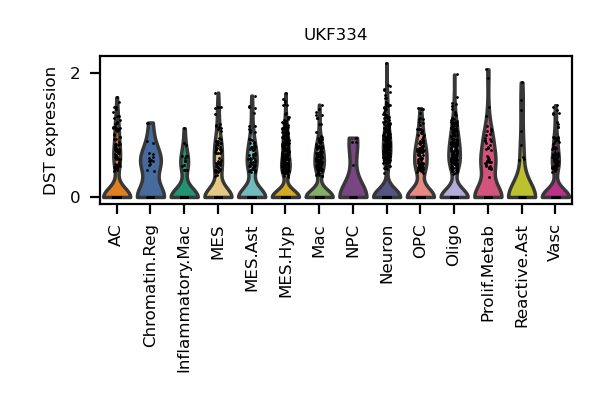 UKF334
DST expression
2
0
AC
Chromatin.Reg
Inflammatory.Mac
MES
MES.Ast
MES.Hyp
Mac
NPC
Neuron
OPC
Oligo
Prolif.Metab
Reactive.Ast
Vasc